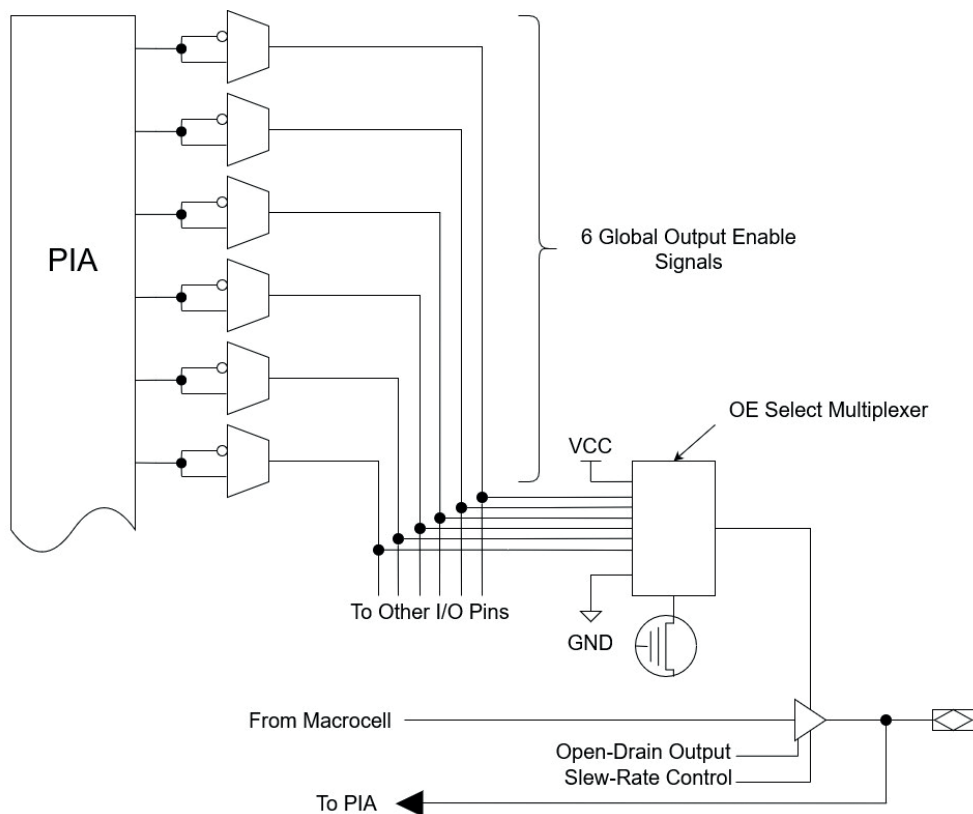 PIA
6 Global Output Enable
Signals
OE Select Multiplexer
VCC
To Other I/O Pins
GND
From Macrocell
Open-Drain Output
Slew-Rate Control
To PIA